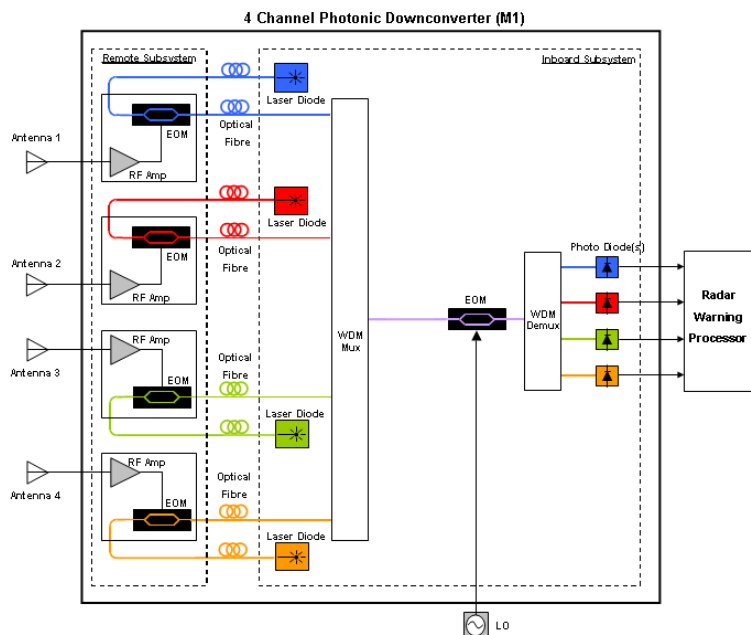 4 Channel Photonic Downconverter (M1)
Remote Subsystem
Inboard Subsystem
Laser Diode
EOM
Optical
Fibre
Antenna 1
RF Amp
Laser Diode
EOM
Optical
Fibre
Antenna 2
RF Amp
Photo Diode(s)
EOM
WDM
Demux
Radar
Warning
Processor
WDM
Mux
RF Amp
Antenna 3
Optical
Fibre
EOM
Laser Diode
RF Amp
Antenna 4
Optical
Fibre
EOM
Laser Diode
LO